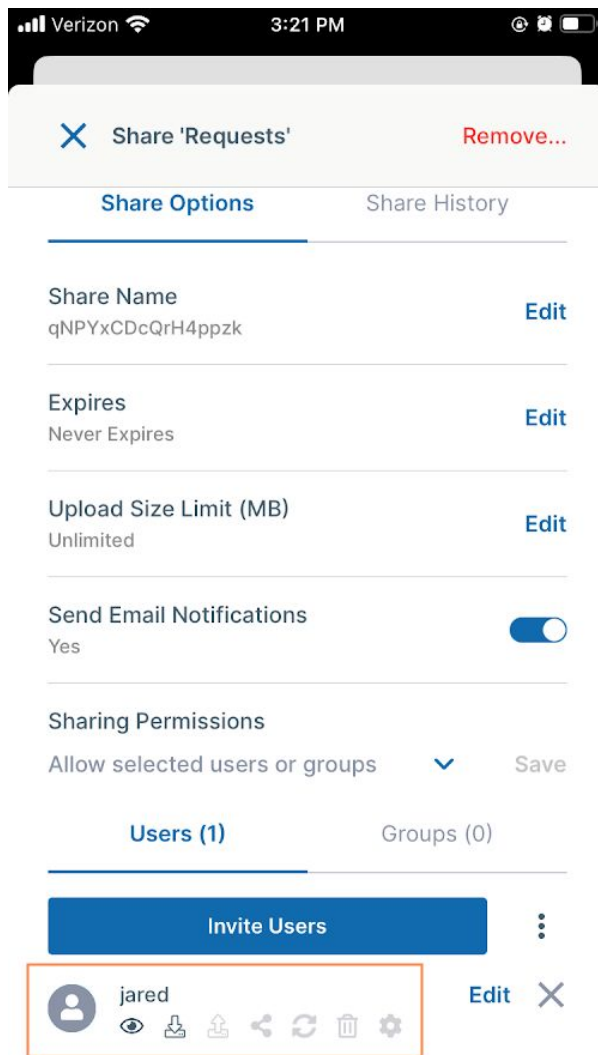 Verizon 3:21 PM
Share 'Requests' Remove...
Share Options Share History
Share Name
qNPYxCDcQrH4ppzk
Edit
Expires
Never Expires
Edit
Upload Size Limit (MB)
Unlimited
Edit
Send Email Notifications
Yes
Sharing Permissions
Allow selected users or groups Save
Users (1) Groups (0)
Invite Users
jared
Edit